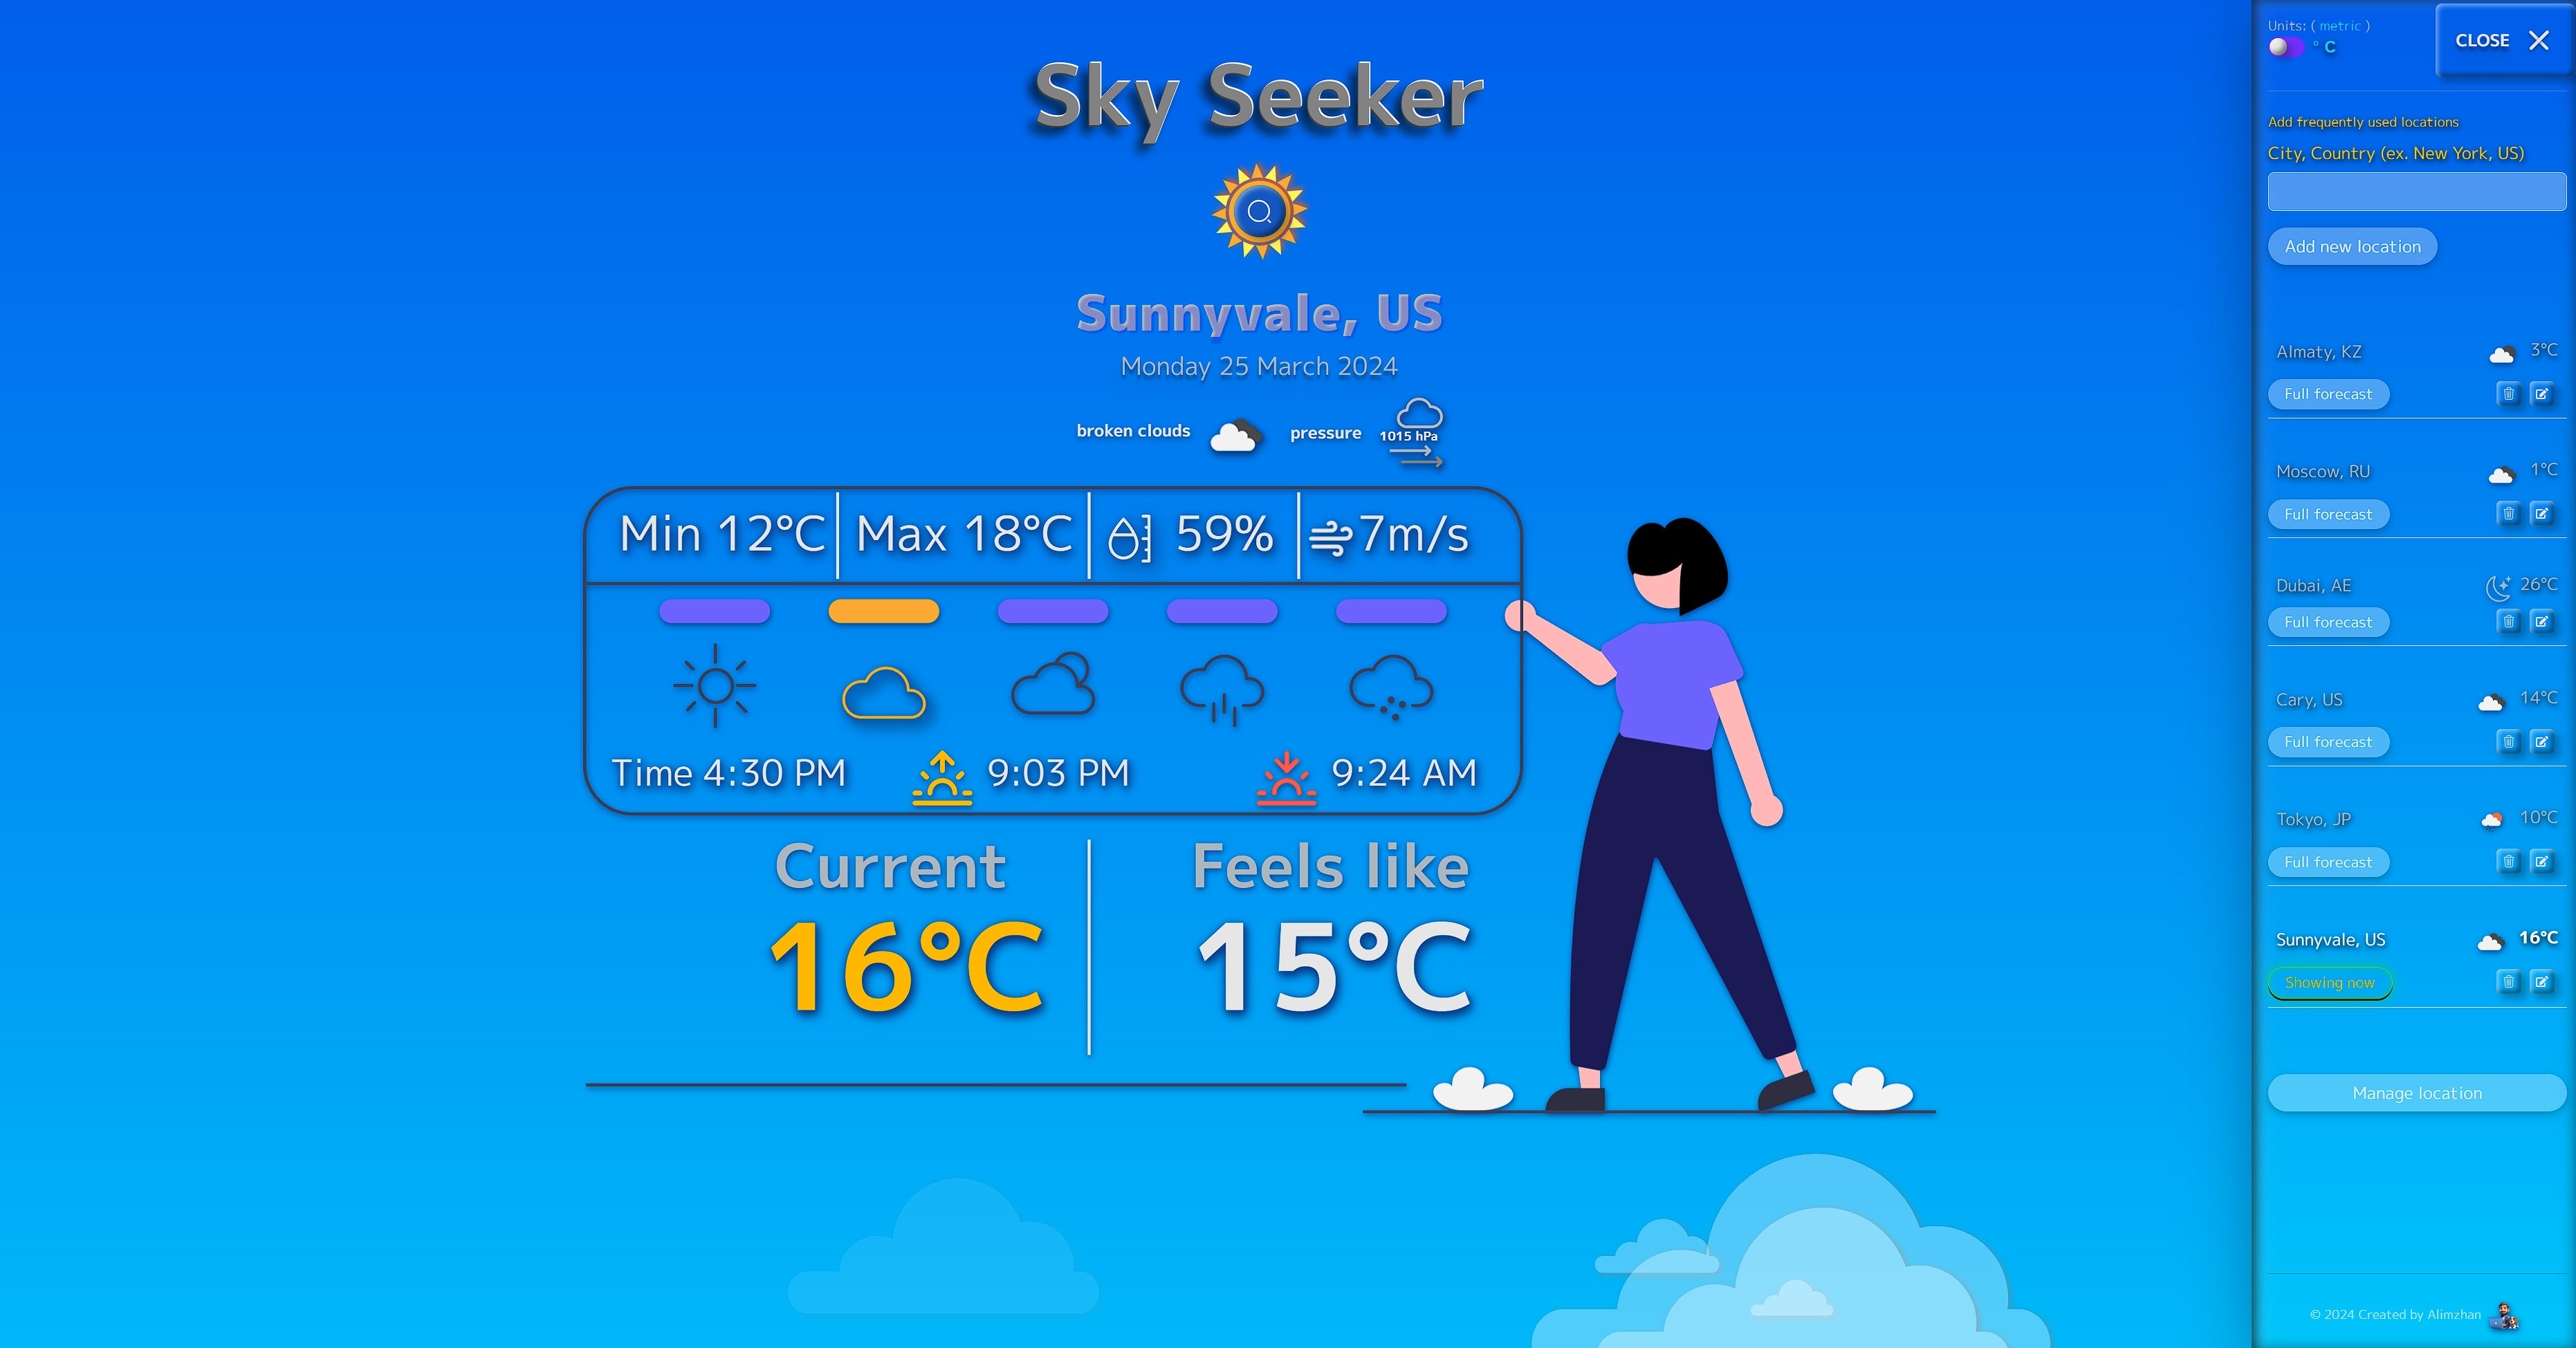 Sky Seeker
Sunnyvale, US
Monday 25 March 2024
broken clouds
pressure
1015 hPa
Min 12°C
Max 18°C
59%
7m/s
Time 4:30 PM
9:03 PM
9:24 AM
Current
16°C
Feels like
15°C
Units: ( metric )
° C
CLOSE
Add frequently used locations
City, Country (ex. New York, US)
Add new location
Almaty, KZ
3°C
Full forecast
Moscow, RU
1°C
Full forecast
Dubai, AE
26°C
Full forecast
Cary, US
14°C
Full forecast
Tokyo, JP
10°C
Full forecast
Sunnyvale, US
16°C
Showing now
Manage location
© 2024 Created by Alimzhan